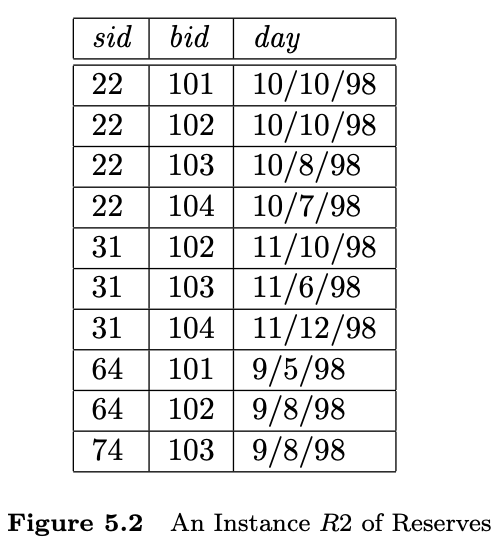 sid bid day
22 101 10/10/98
22 102 10/10/98
22 103 10/8/98
22 104 10/7/98
31 102 11/10/98
31 103 11/6/98
31 104 11/12/98
64 101 9/5/98
64 102 9/8/98
74 103 9/8/98
Figure 5.2 An Instance R2 of Reserves